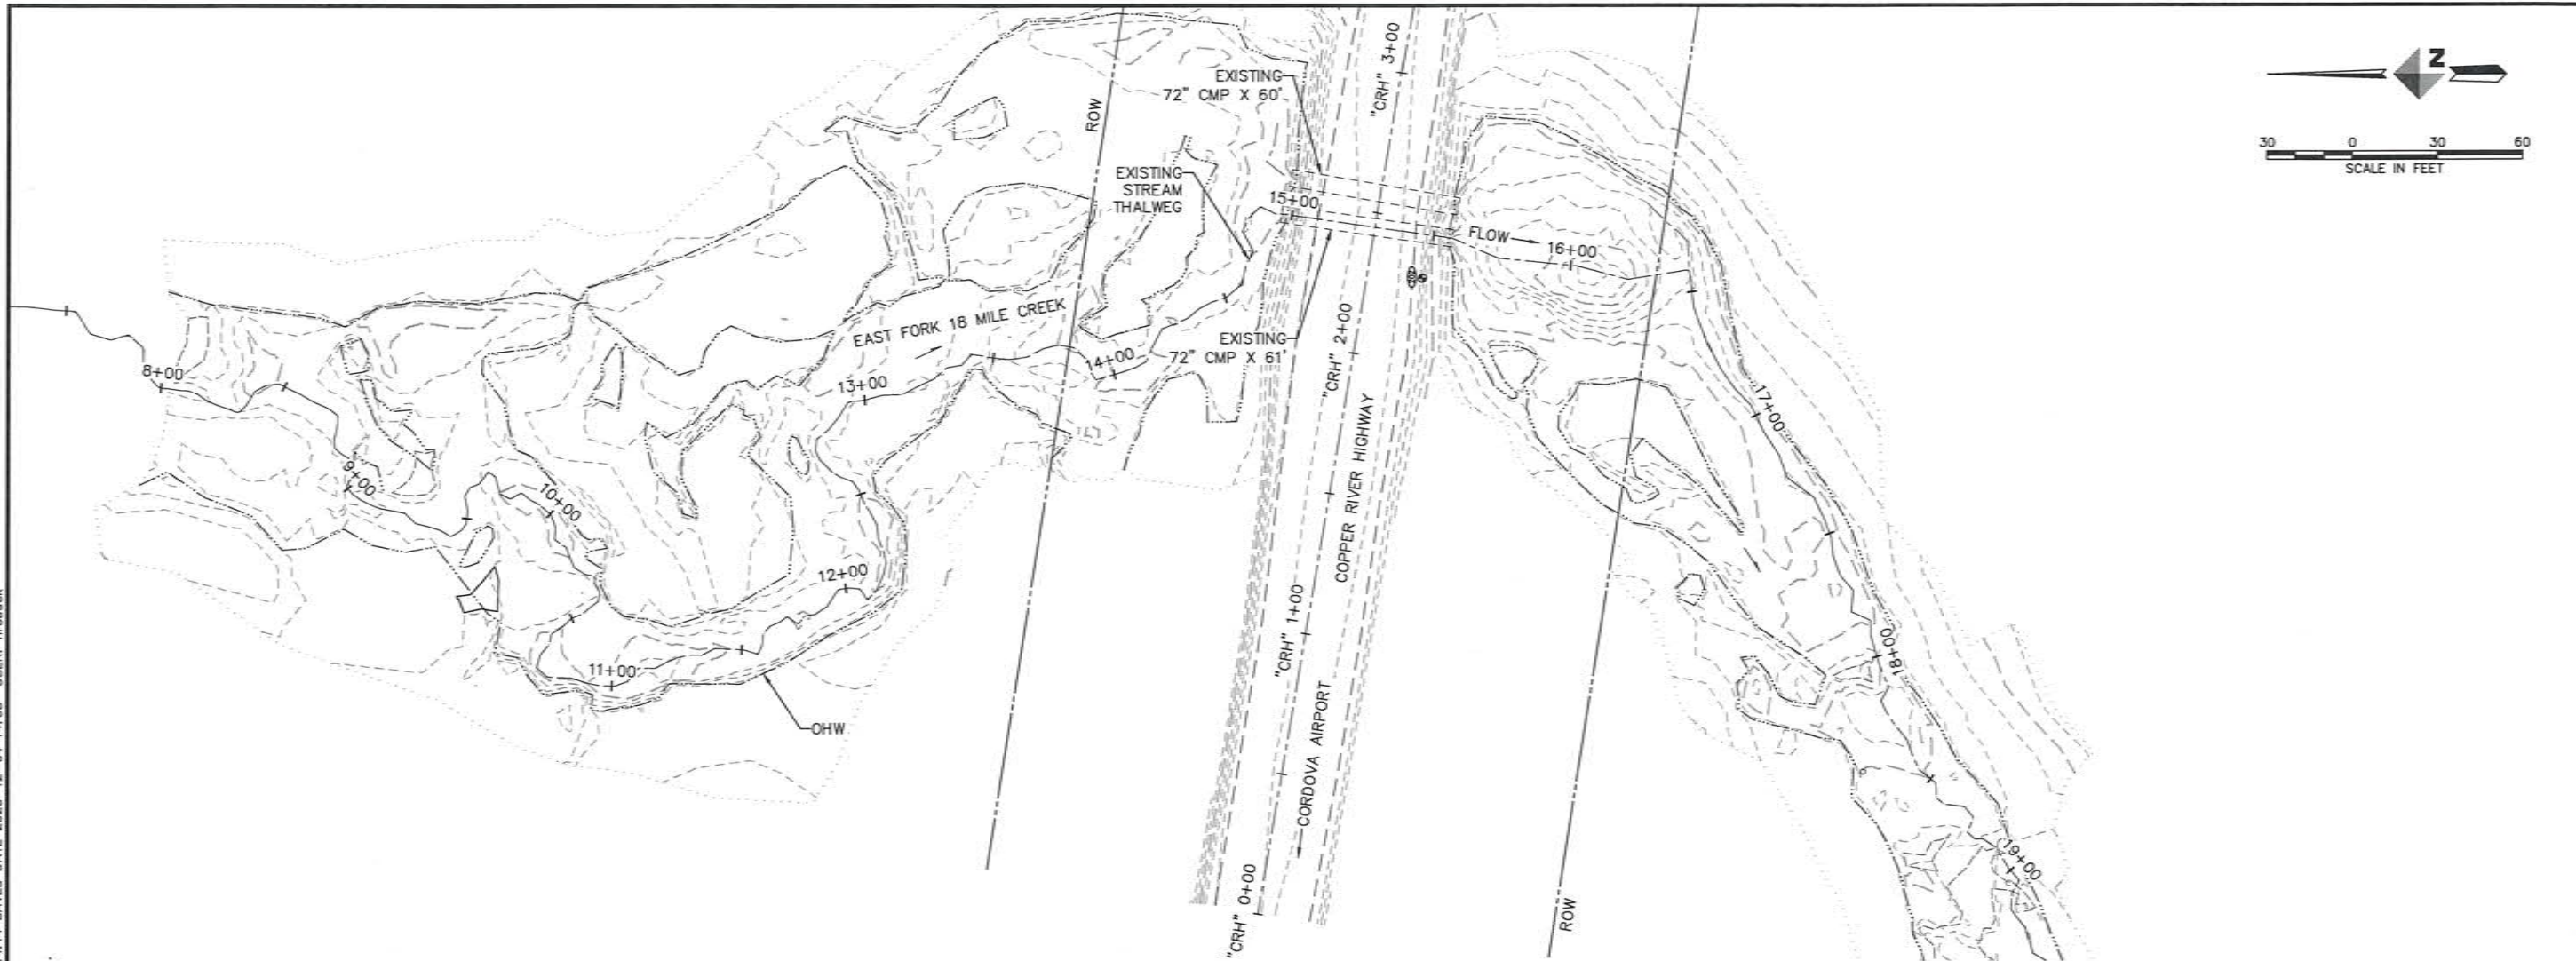 Z
30 0 30 60
SCALE IN FEET
ROW
EXISTING
72" CMP X 60'
"CRH" 3+00
EXISTING
STREAM
THALWEG
15+00
FLOW
16+00
EAST FORK 18 MILE CREEK
EXISTING
72" CMP X 61'
"CRH" 2+00
8+00
13+00
14+00
17+00
COPPER RIVER HIGHWAY
9+00
10+00
12+00
"CRH" 1+00
11+00
18+00
OHW
CORDOVA AIRPORT
19+00
"CRH" 0+00
ROW